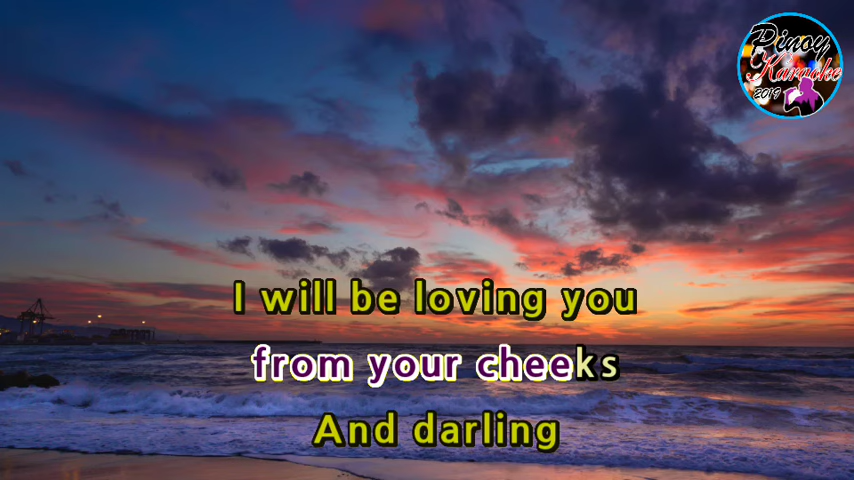 Pinoy
Karaoke
2019
I will be loving you
from your cheeks
And darling